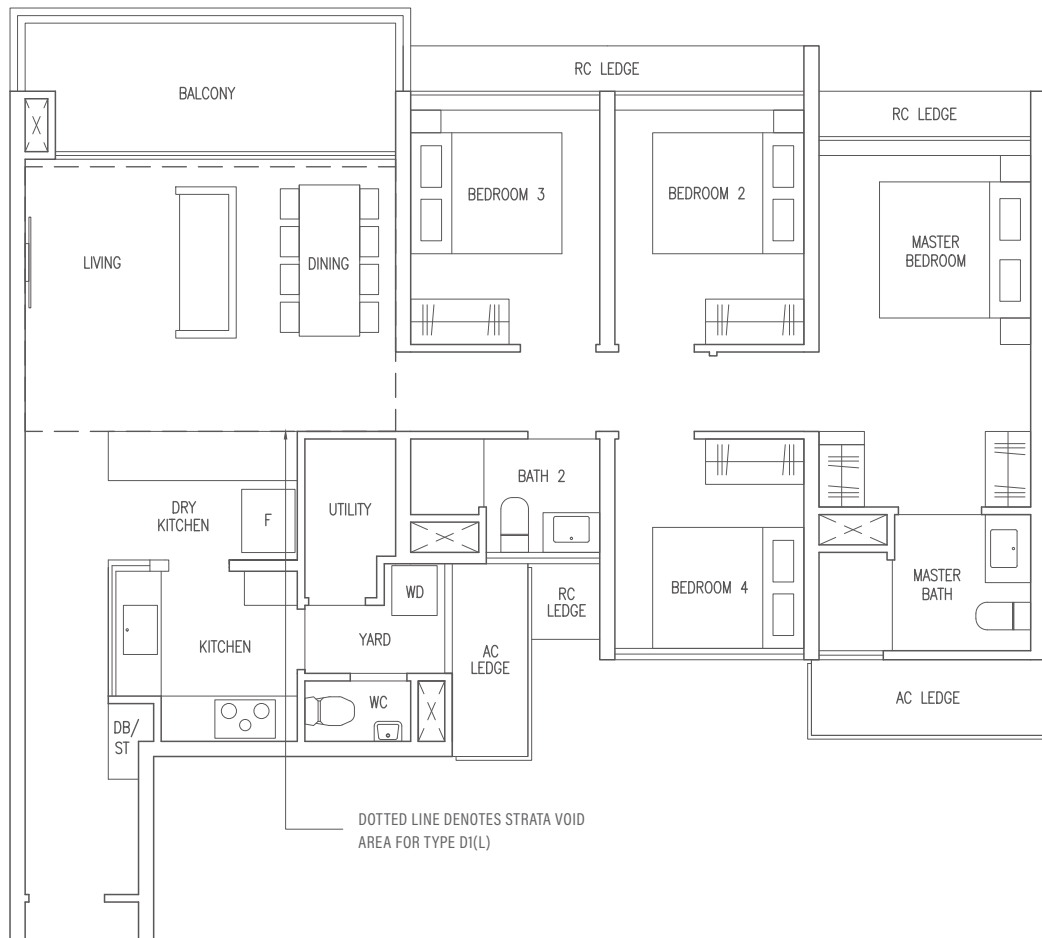 RC LEDGE
BALCONY
RC LEDGE
BEDROOM 3
BEDROOM 2
MASTER
BEDROOM
LIVING
DINING
DRY
KITCHEN
F
UTILITY
BATH 2
WD
RC
LEDGE
BEDROOM 4
MASTER
BATH
KITCHEN
YARD
AC
LEDGE
WC
AC LEDGE
DB/
ST
DOTTED LINE DENOTES STRATA VOID
AREA FOR TYPE D1(L)